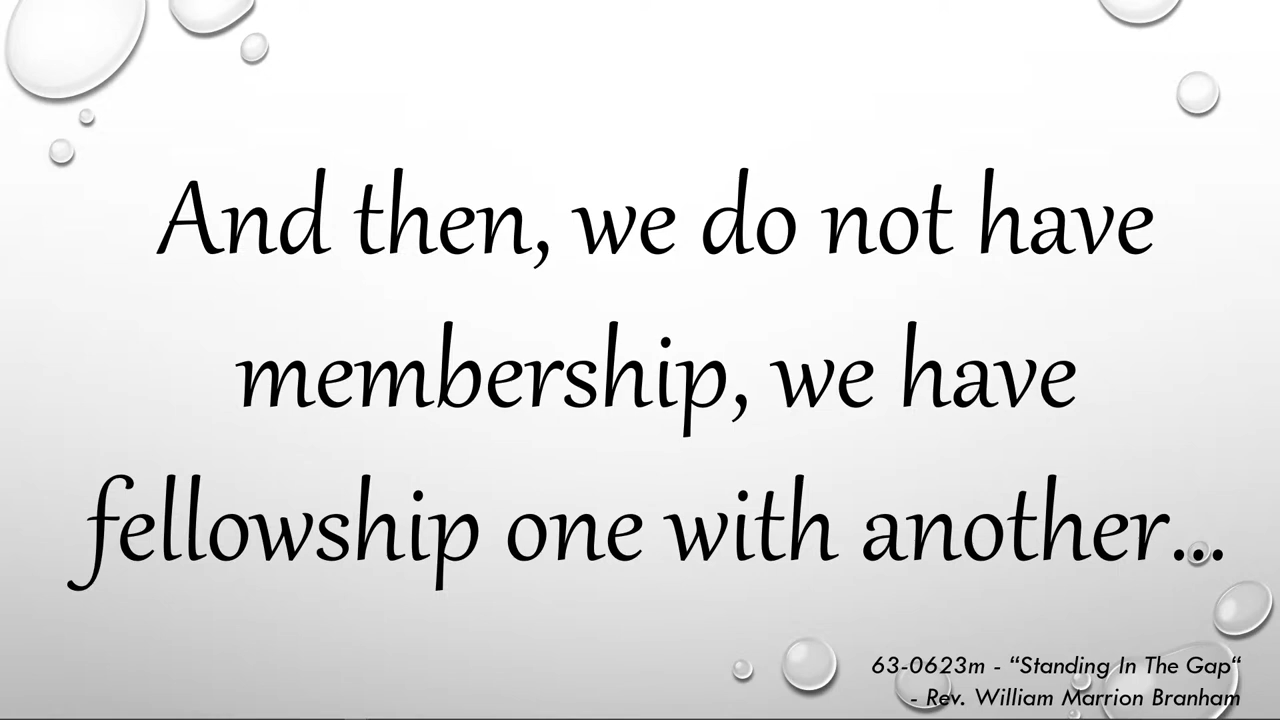 And then, we do not have
membership, we have
fellowship one with another...
63-0623m - “Standing In The Gap“
- Rev. William Marrion Branham